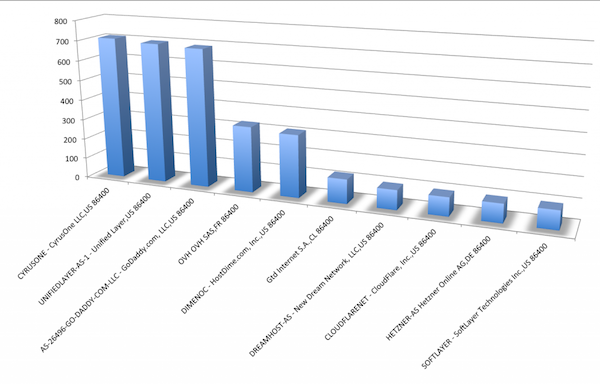 800
700
600
500
400
300
200
100
0
CYRUSONE - CyrusOne LLC,US 86400
UNIFIEDLAYER-AS-1 - Unified Layer,US 86400
AS-26496-GO-DADDY-COM-LLC - GoDaddy.com, LLC,US 86400
OVH OVH SAS,FR 86400
DIMENOC - HostDime.com, Inc.,US 86400
Gtd Internet S.A.,CL 86400
DREAMHOST-AS - New Dream Network, LLC,US 86400
CLOUDFLARENET - CloudFlare, Inc.,US 86400
HETZNER-AS Hetzner Online AG,DE 86400
SOFTLAYER - SoftLayer Technologies Inc.,US 86400